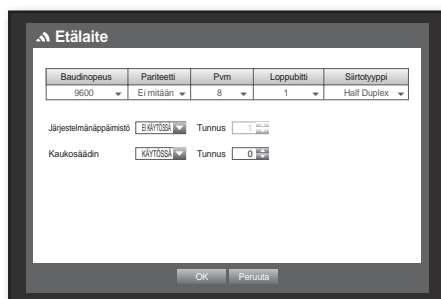 Etälaite
Baudinopeus Pariteetti Pvm Loppubitti Siirtotyyppi
9600 Ei mitään 8 1 Half Duplex
Järjestelmänäppäimistö EI KÄYTÖSSÄ Tunnus 1
Kaukosäädin KÄYTÖSSÄ Tunnus 0
OK Peruuta